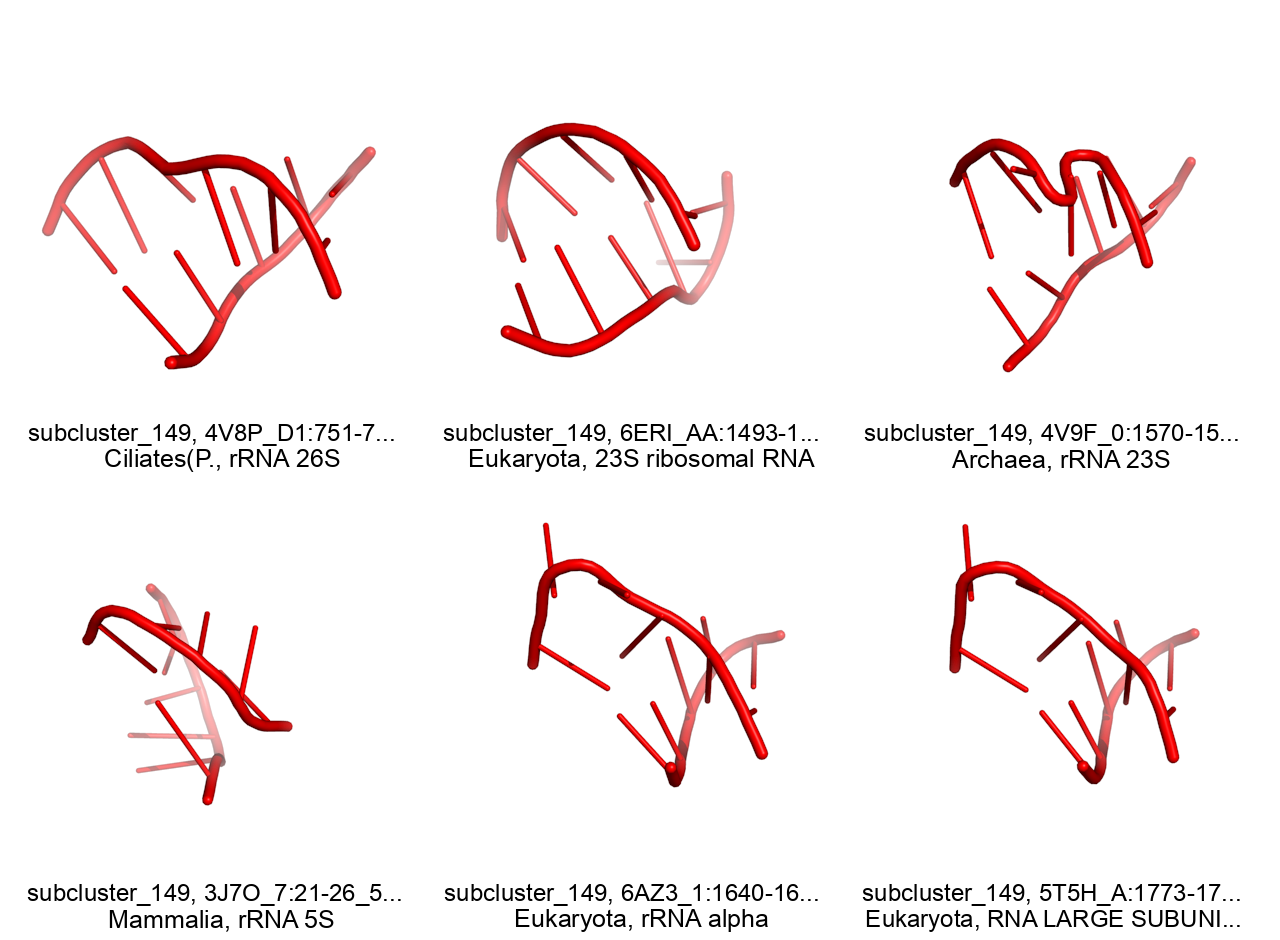 subcluster_149, 4V8P_D1:751-7...
Ciliates(P., rRNA 26S
subcluster_149, 6ERI_AA:1493-1...
Eukaryota, 23S ribosomal RNA
subcluster_149, 4V9F_0:1570-15...
Archaea, rRNA 23S
subcluster_149, 3J7O_7:21-26_5...
Mammalia, rRNA 5S
subcluster_149, 6AZ3_1:1640-16...
Eukaryota, rRNA alpha
subcluster_149, 5T5H_A:1773-17...
Eukaryota, RNA LARGE SUBUNI...